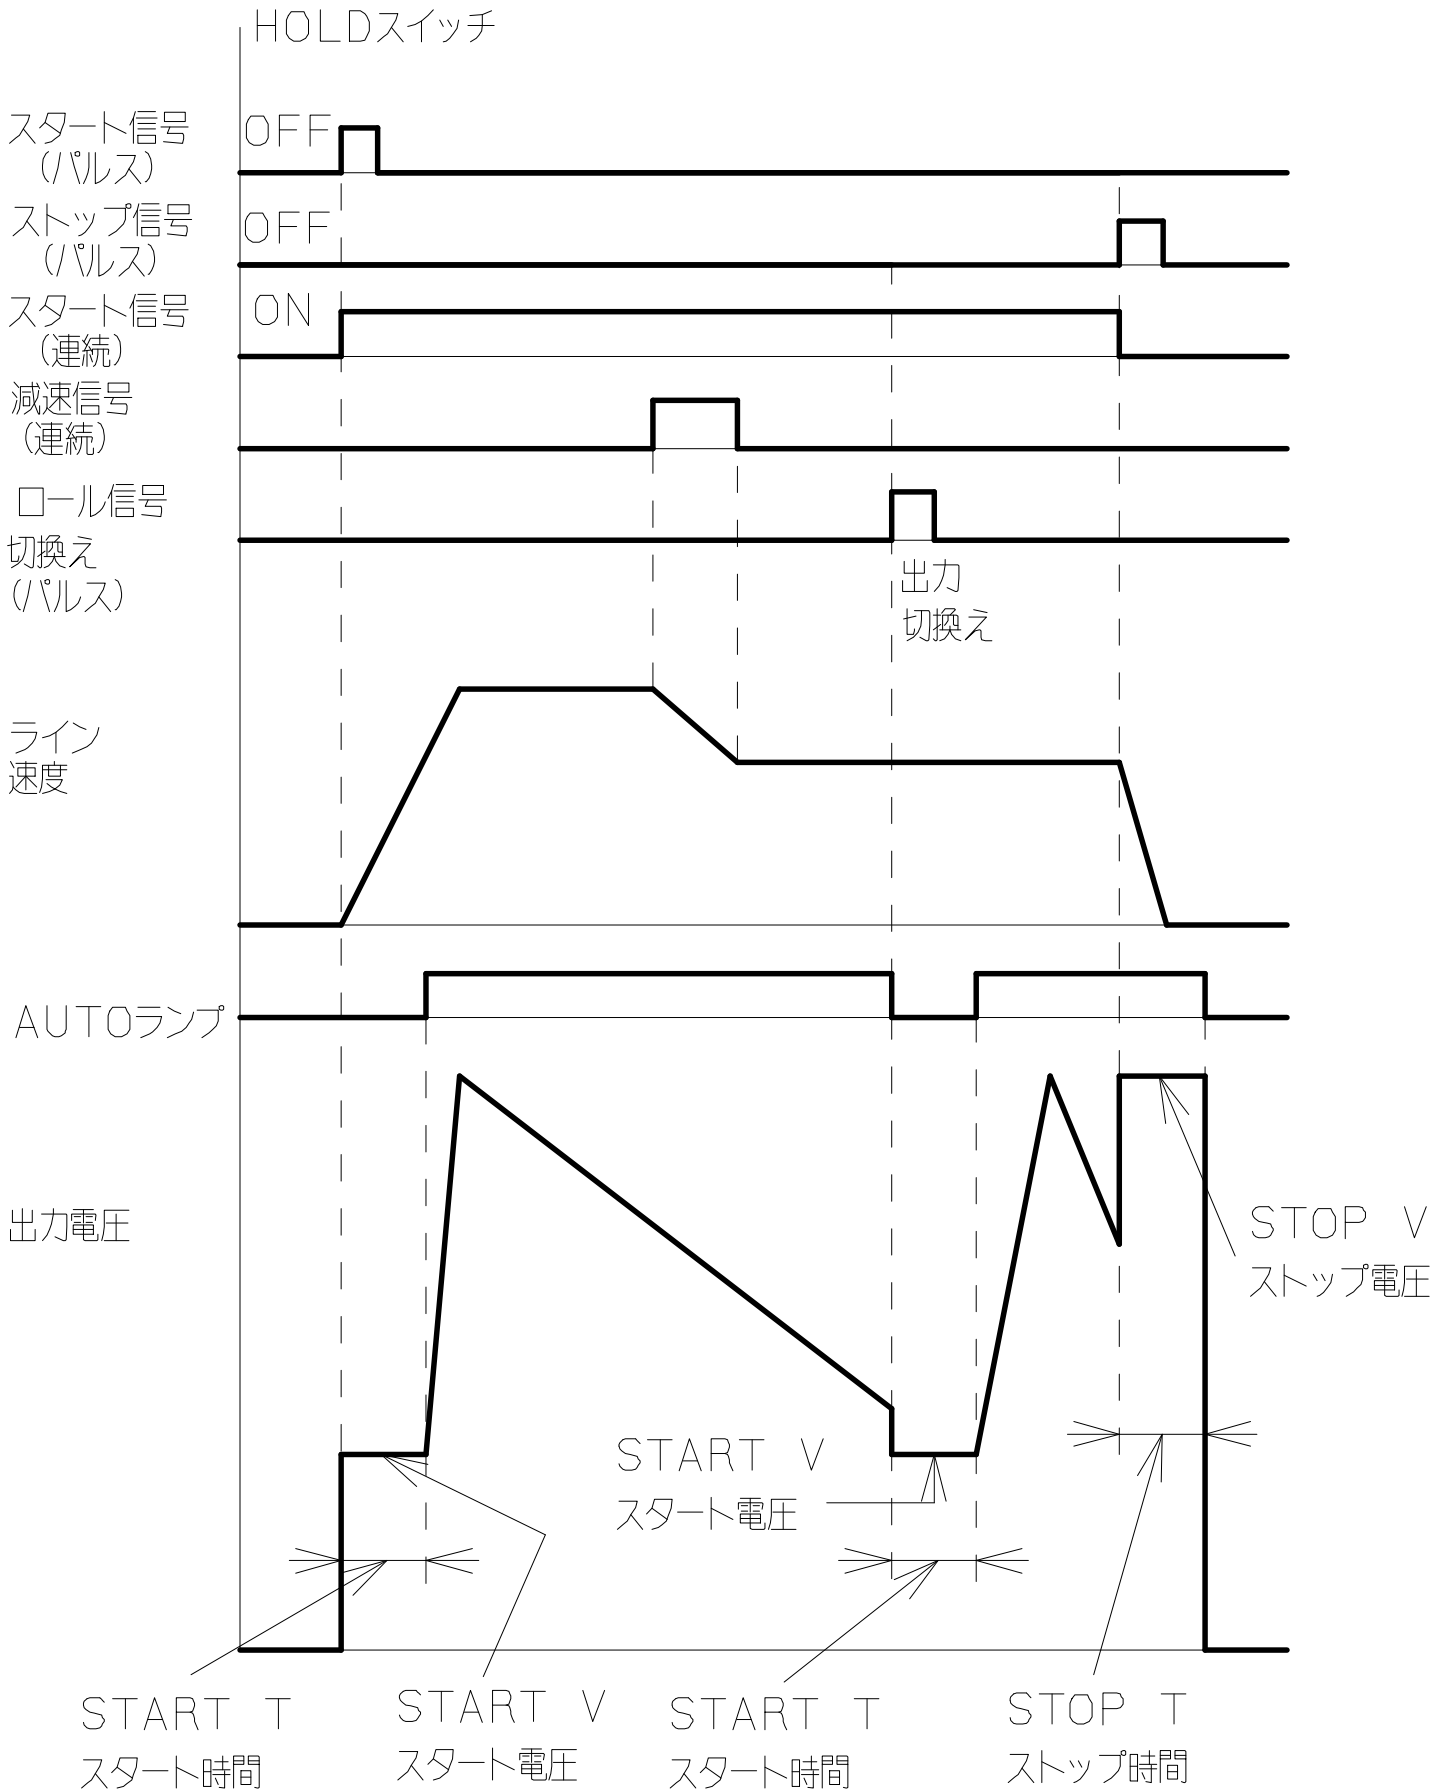 HOLDスイッチ
スタート信号
(パルス)
OFF
ストップ信号
(パルス)
OFF
スタート信号
(連続)
ON
減速信号
(連続)
ロール信号
切換え
(パルス)
出力
切換え
ライン
速度
AUTOランプ
出力電圧
STOP V
ストップ電圧
START V
スタート電圧
START T
スタート時間
START V
スタート電圧
START T
スタート時間
STOP T
ストップ時間